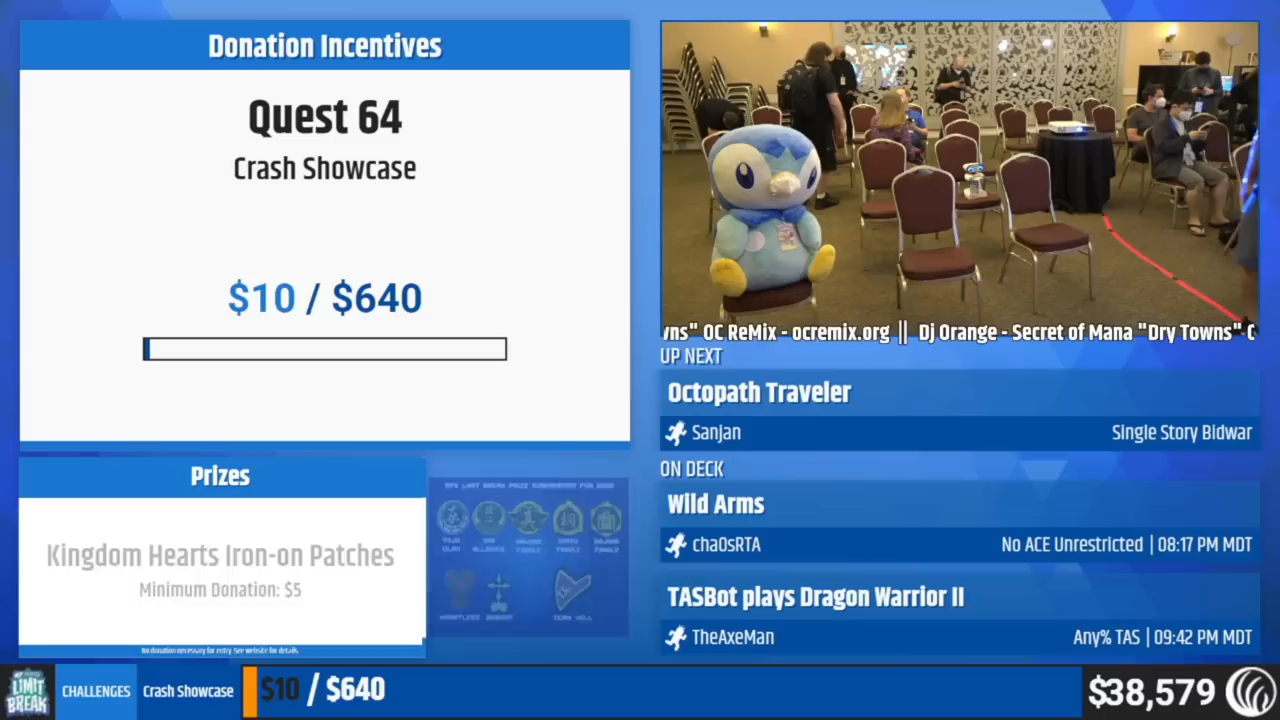 Donation Incentives
Quest 64
Crash Showcase
$10 / $640
wns" OC ReMix - ocremix.org || Dj Orange - Secret of Mana "Dry Towns" C
UP NEXT
Octopath Traveler
Sanjan Single Story Bidwar
ON DECK
Wild Arms
cha0sRTA No ACE Unrestricted | 08:17 PM MDT
TASBot plays Dragon Warrior II
TheAxeMan Any% TAS | 09:42 PM MDT
Prizes
Kingdom Hearts Iron-on Patches
Minimum Donation: $5
No donation necessary for entry. See website for details.
LIMIT
BREAK
CHALLENGES Crash Showcase $10 / $640 $38,579